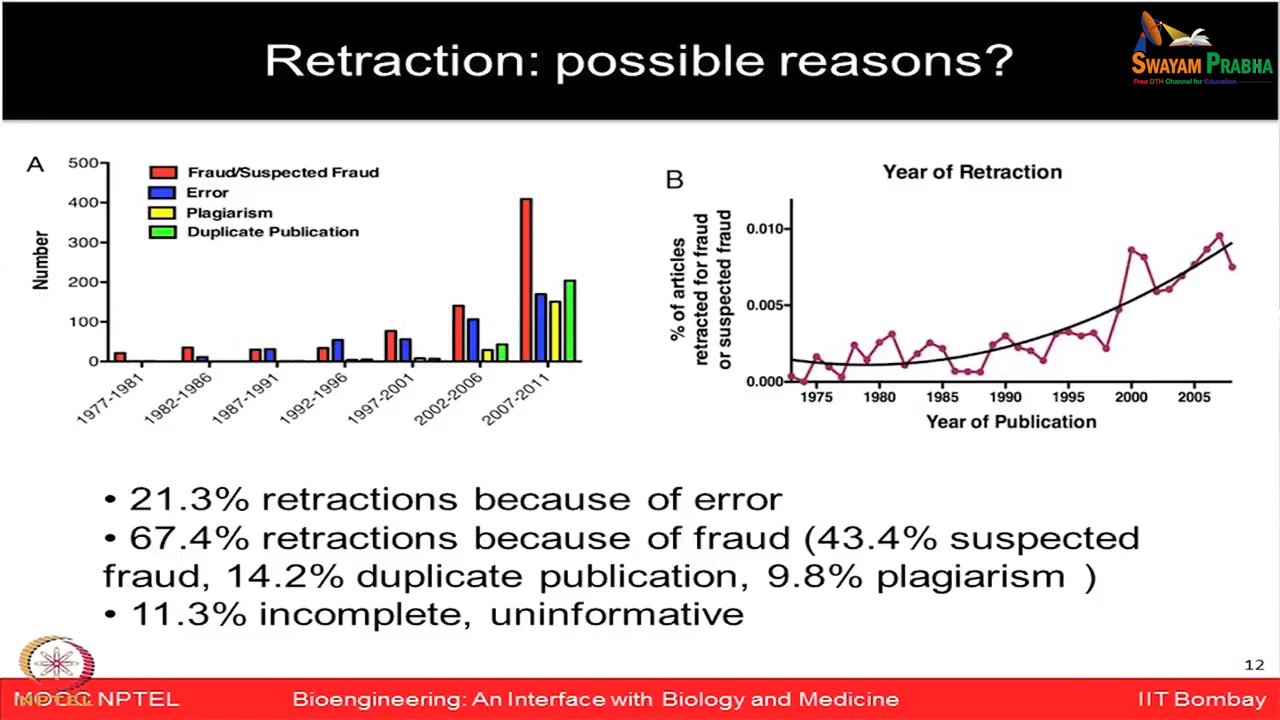 Retraction: possible reasons?
SWAYAM PRABHA
Free DTH Channel for Education
A
500
400
300
200
100
0
Number
Fraud/Suspected Fraud
Error
Plagiarism
Duplicate Publication
1977-1981
1982-1986
1987-1991
1992-1996
1997-2001
2002-2006
2007-2011
B
Year of Retraction
% of articles
retracted for fraud
or suspected fraud
0.010
0.005
0.000
1975
1980
1985
1990
1995
2000
2005
Year of Publication
• 21.3% retractions because of error
• 67.4% retractions because of fraud (43.4% suspected
fraud, 14.2% duplicate publication, 9.8% plagiarism )
• 11.3% incomplete, uninformative
12
MOOC NPTEL
NPTEL
Bioengineering: An Interface with Biology and Medicine
IIT Bombay